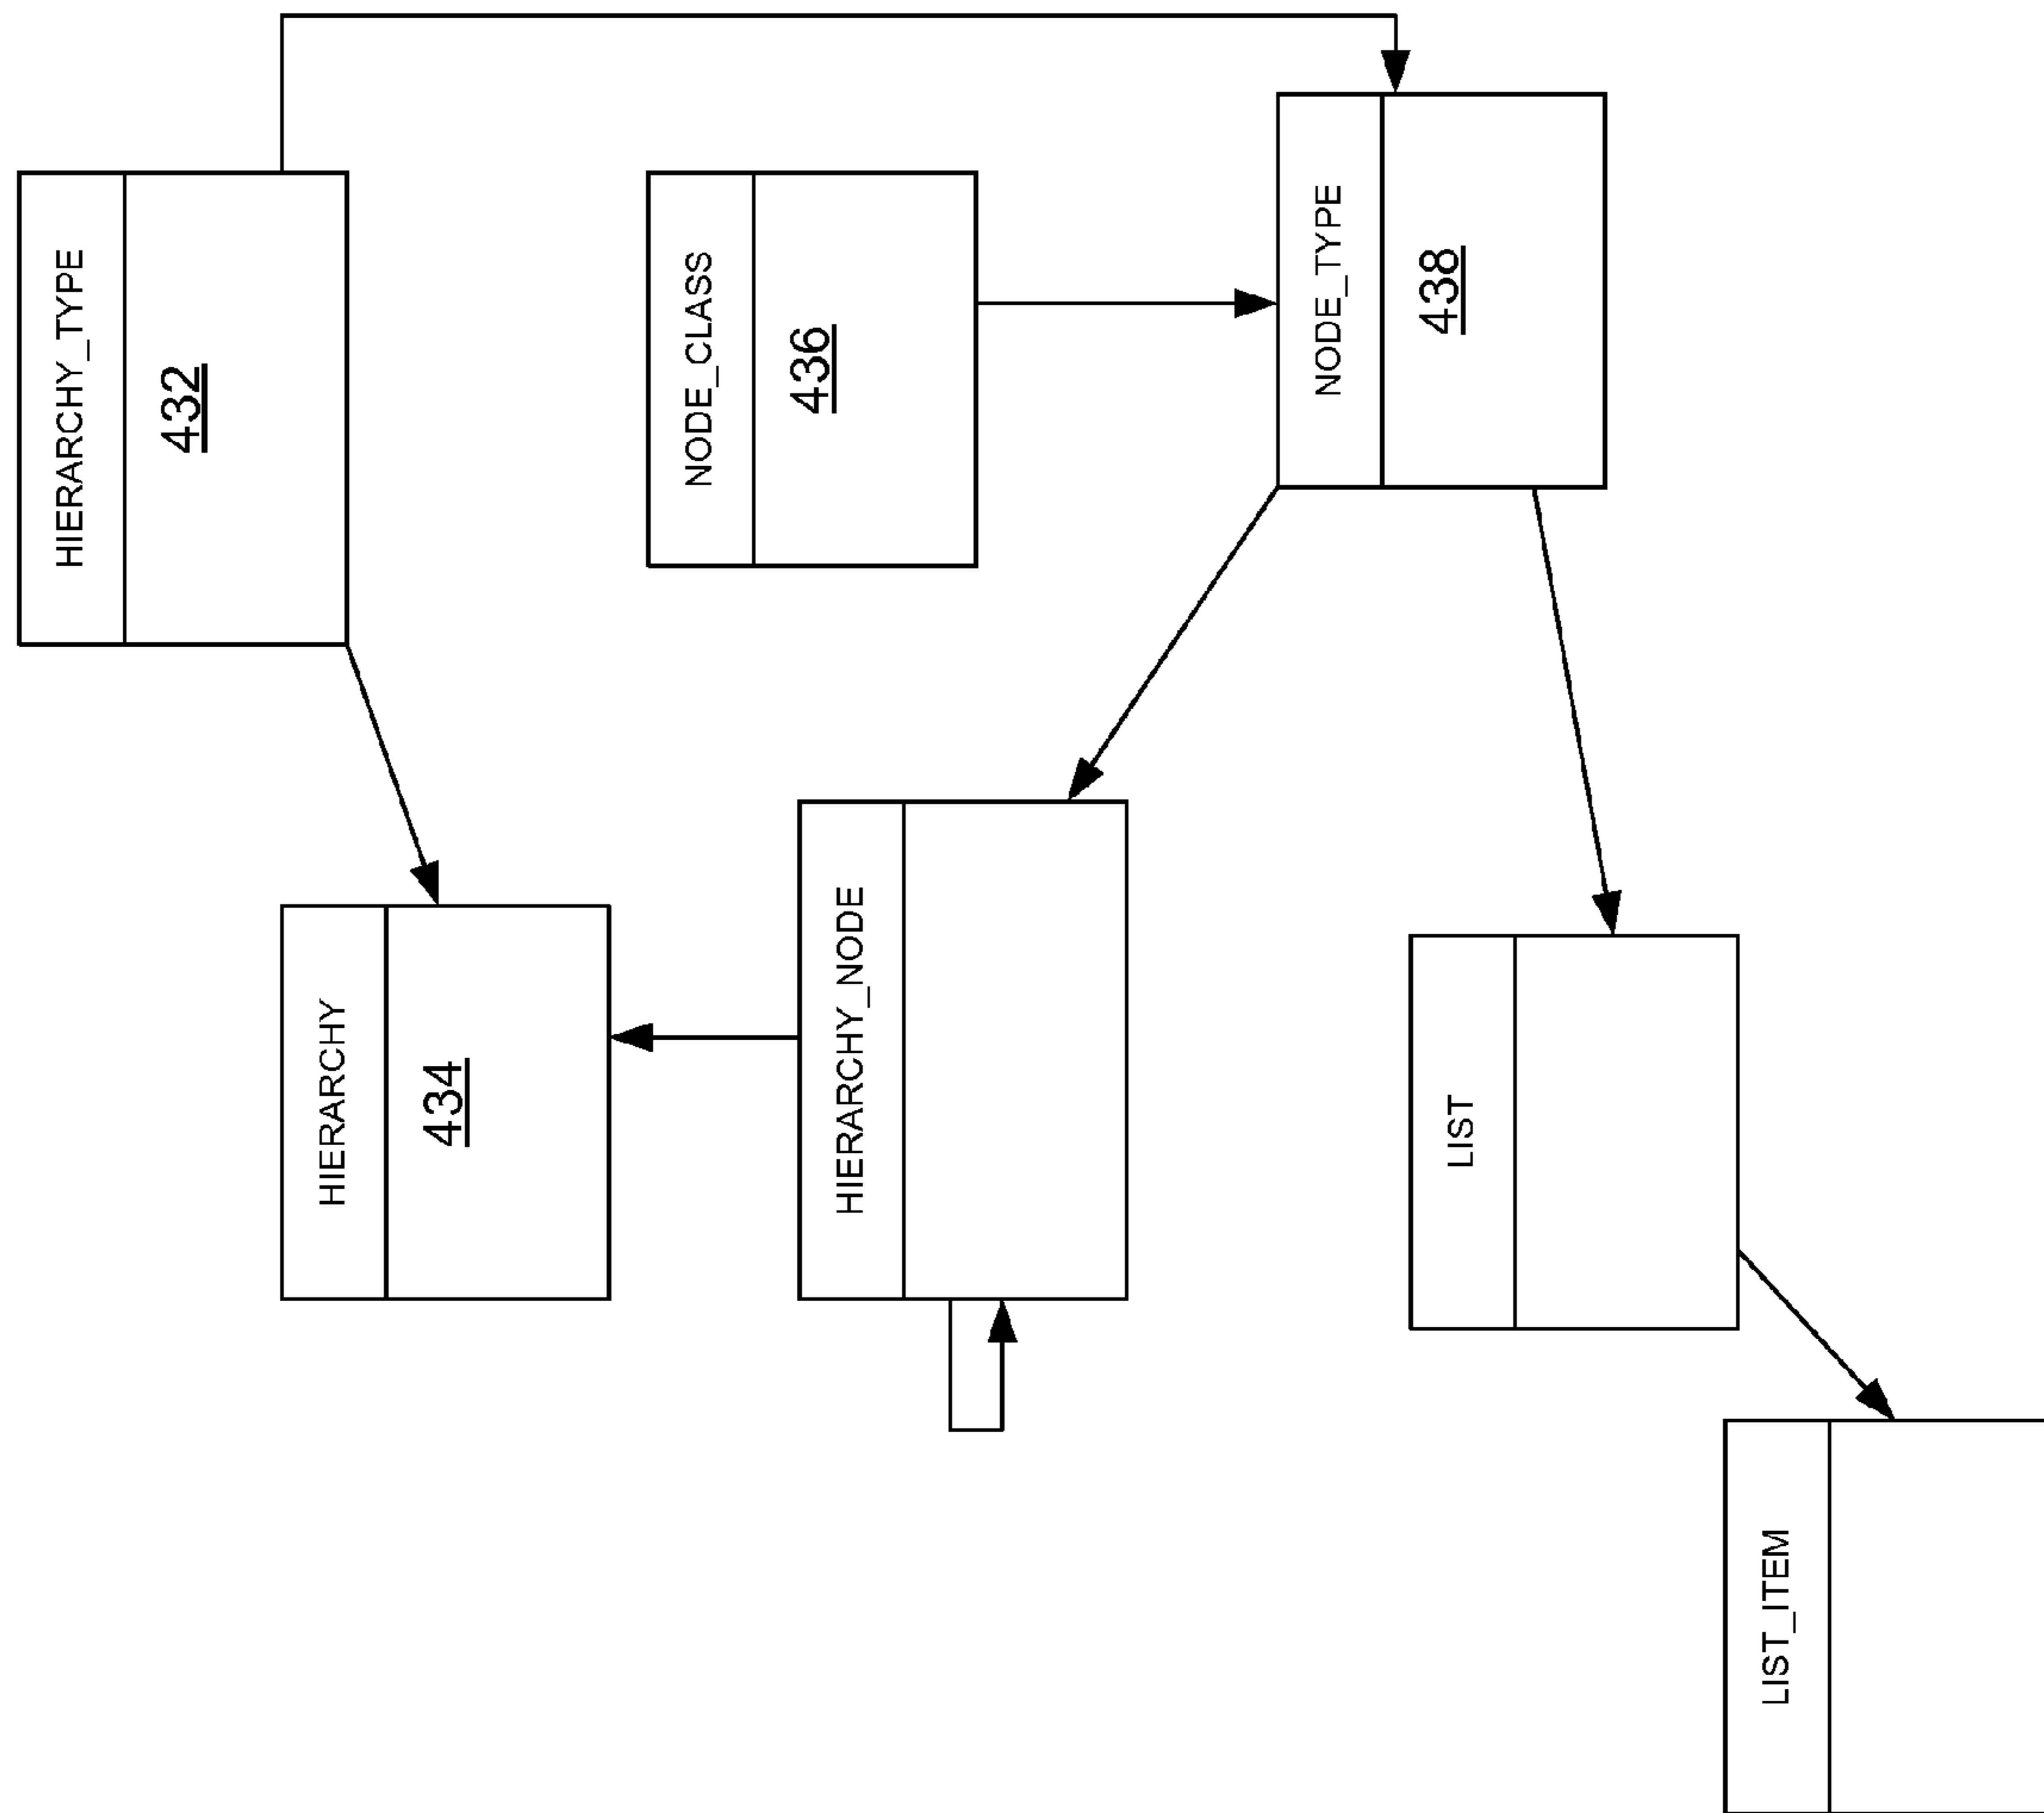 HIERARCHY_TYPE
432
NODE_CLASS
436
NODE_TYPE
438
HIERARCHY
434
HIERARCHY_NODE
LIST
LIST_ITEM